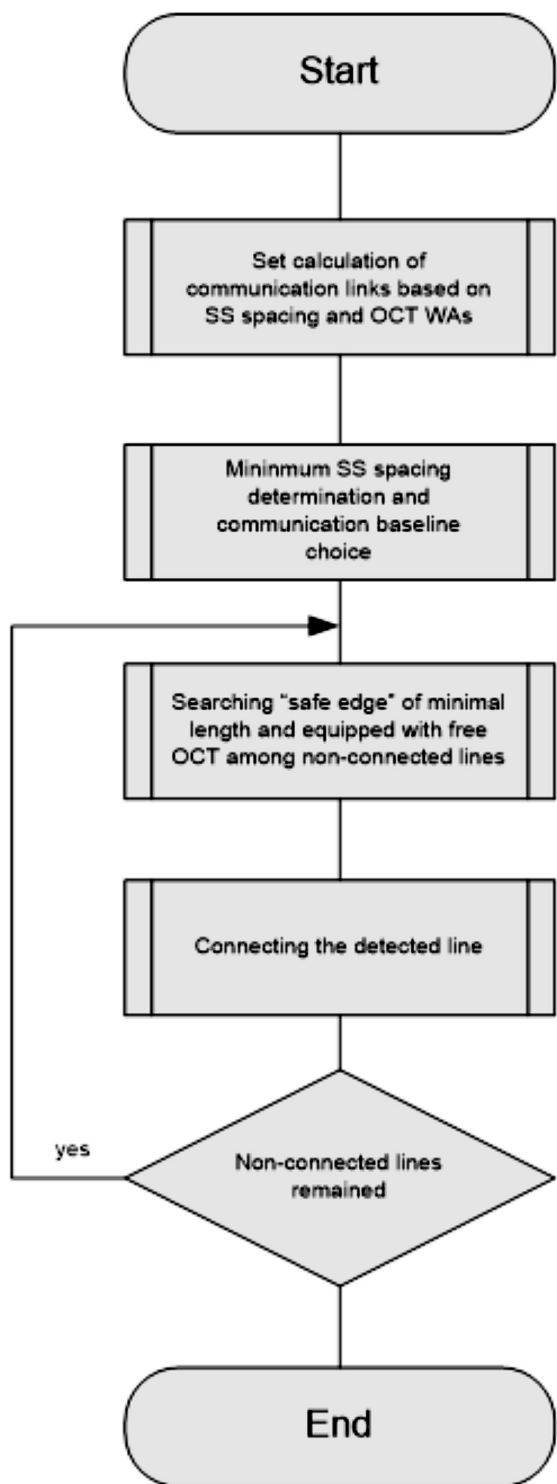 Start
Set calculation of
communication links based on
SS spacing and OCT WAs
Mininmum SS spacing
determination and
communication baseline
choice
Searching “safe edge” of minimal
length and equipped with free
OCT among non-connected lines
Connecting the detected line
yes
Non-connected lines
remained
End